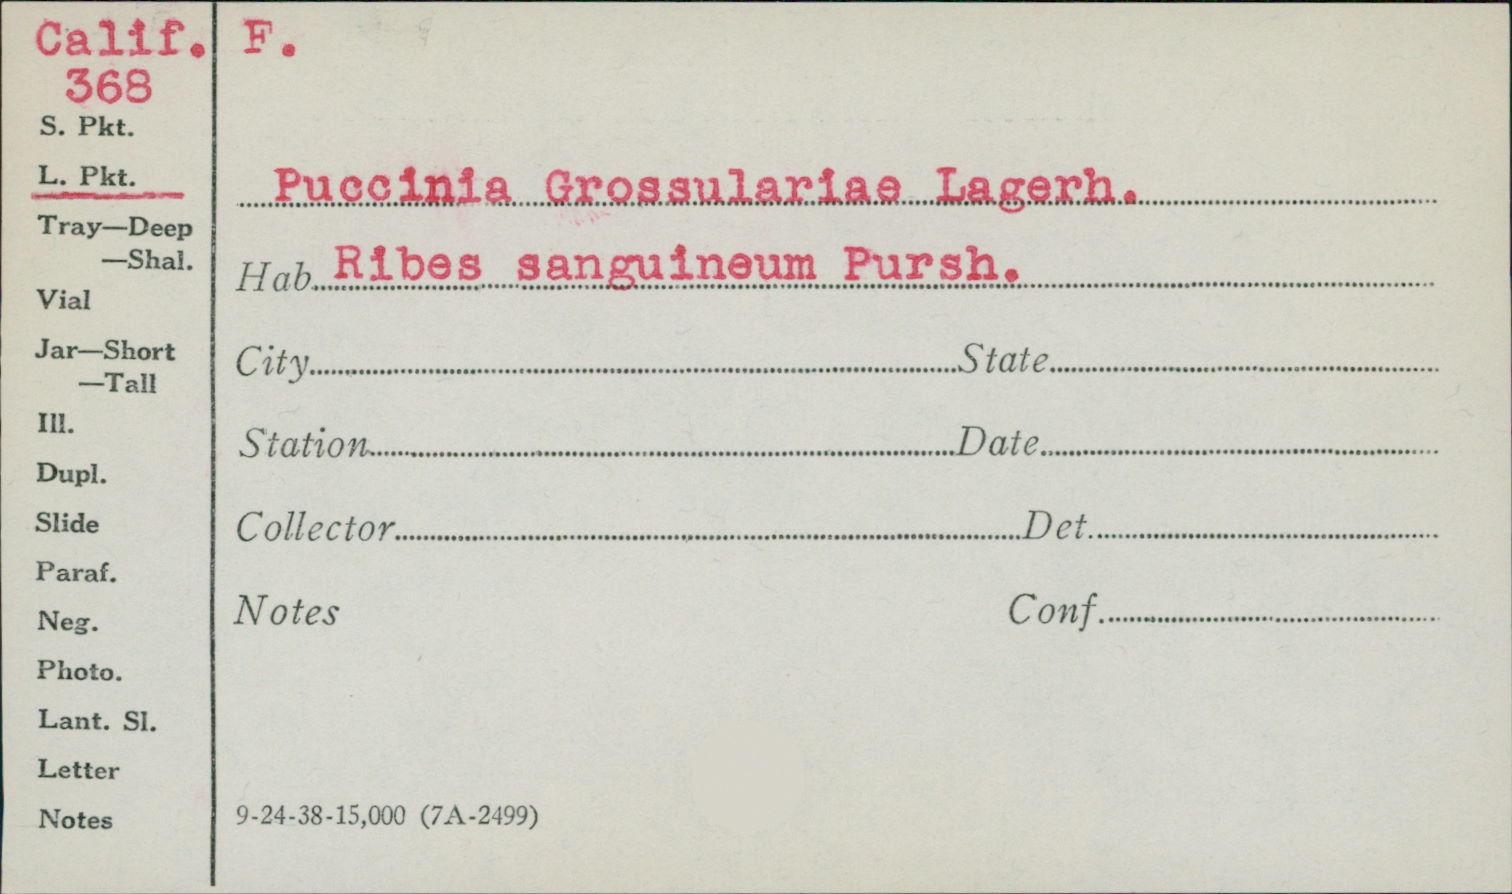 Calif. F.
368
S. Pkt.
L. Pkt.
Puccinia Grossulariae Lagerh.
Tray—Deep
—Shal.
Hab. Ribes sanguineum Pursh.
Vial
Jar—Short
—Tall
City State
Ill.
Station Date
Dupl.
Slide
Collector Det.
Paraf.
Neg.
Notes Conf.
Photo.
Lant. Sl.
Letter
Notes
9-24-38-15,000 (7A-2499)